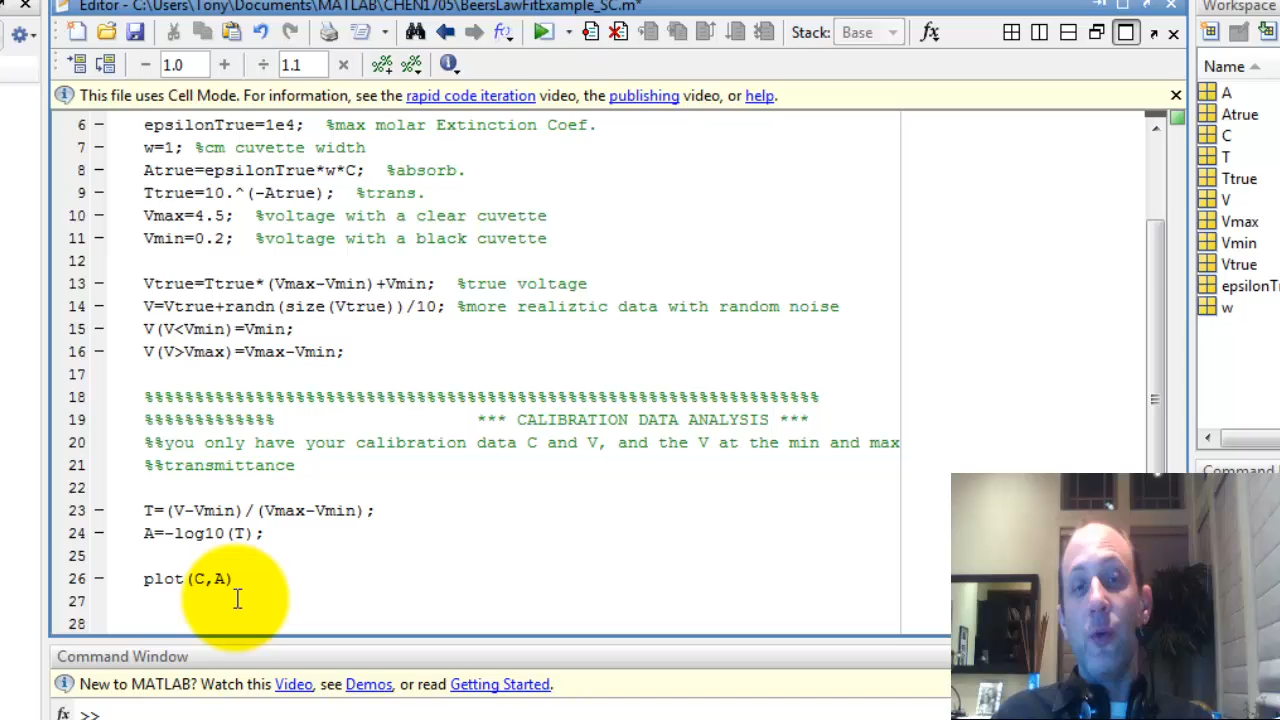 Editor - C:\Users\Tony\Documents\MATLAB\CHEN1705\BeersLawFitExample_SC.m*
Workspace
Stack: Base
fx
1.0
1.1
This file uses Cell Mode. For information, see the rapid code iteration video, the publishing video, or help.
6 - epsilonTrue=1e4; %max molar Extinction Coef.
7 - w=1; %cm cuvette width
8 - Atrue=epsilonTrue*w*C; %absorb.
9 - Ttrue=10.^(-Atrue); %trans.
10 - Vmax=4.5; %voltage with a clear cuvette
11 - Vmin=0.2; %voltage with a black cuvette
12
13 - Vtrue=Ttrue*(Vmax-Vmin)+Vmin; %true voltage
14 - V=Vtrue+randn(size(Vtrue))/10; %more realiztic data with random noise
15 - V(V<Vmin)=Vmin;
16 - V(V>Vmax)=Vmax-Vmin;
17
18 %%%%%%%%%%%%%%%%%%%%%%%%%%%%%%%%%%%%%%%%%%%%%%%%%%%%%%%%%%%%%%%%%%%
19 %%%%%%%%%%%%% *** CALIBRATION DATA ANALYSIS ***
20 %%you only have your calibration data C and V, and the V at the min and max
21 %%transmittance
22
23 - T=(V-Vmin)/(Vmax-Vmin);
24 - A=-log10(T);
25
26 - plot(C,A)
27
28
Name
A
Atrue
C
T
Ttrue
V
Vmax
Vmin
Vtrue
epsilonTr
w
Command Window
New to MATLAB? Watch this Video, see Demos, or read Getting Started.
fx >>